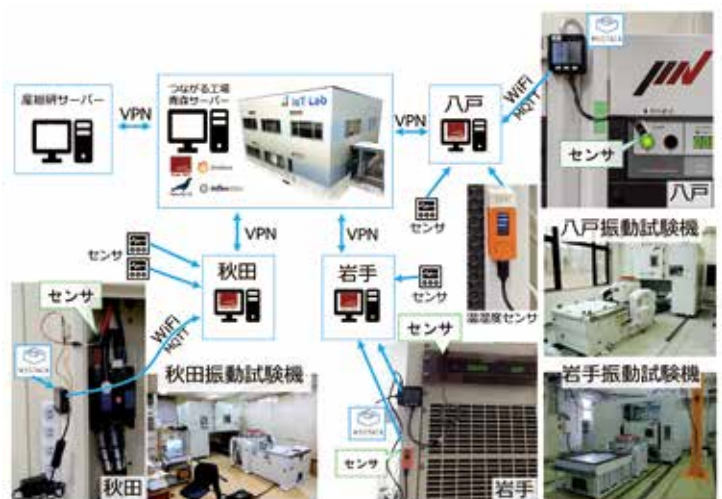 産総研サーバー
VPN
つながる工場
青森サーバー
IoT Lab
VPN
八戸
WiFi
MQTT
M5STACK
センサ
八戸
センサ
VPN
VPN
センサ
秋田
岩手
センサ
温湿度センサ
八戸振動試験機
センサ
WiFi
MQTT
M5STACK
秋田振動試験機
センサ
M5STACK
センサ
岩手振動試験機
秋田
岩手